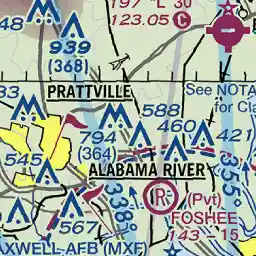 197 *L 30
123.05 C
939
(368)
PRATTVILLE
See NOTA
for Cla
83
588
794
460
421
(364)
545
ALABAMA RIVER
355
338°
R
(Pvt)
FOSHEE
567
143 - 15
AXWELL AFB (MXF)